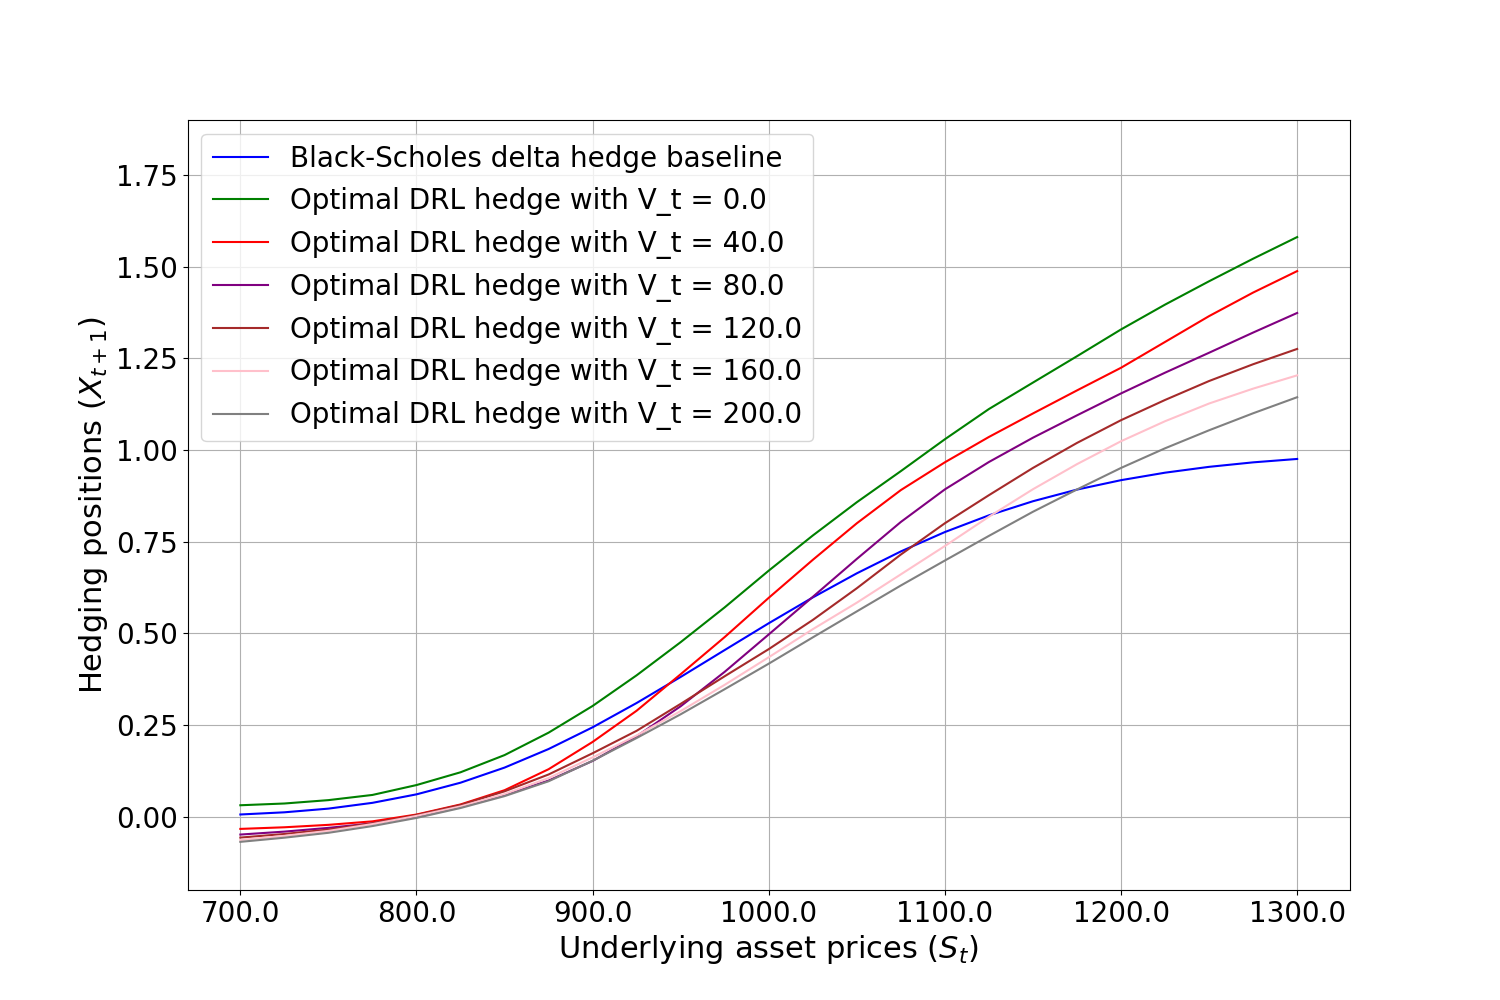 Black-Scholes delta hedge baseline
Optimal DRL hedge with V_t = 0.0
Optimal DRL hedge with V_t = 40.0
Optimal DRL hedge with V_t = 80.0
Optimal DRL hedge with V_t = 120.0
Optimal DRL hedge with V_t = 160.0
Optimal DRL hedge with V_t = 200.0
Hedging positions (X_{t+1})
1.75
1.50
1.25
1.00
0.75
0.50
0.25
0.00
700.0 800.0 900.0 1000.0 1100.0 1200.0 1300.0
Underlying asset prices (S_t)